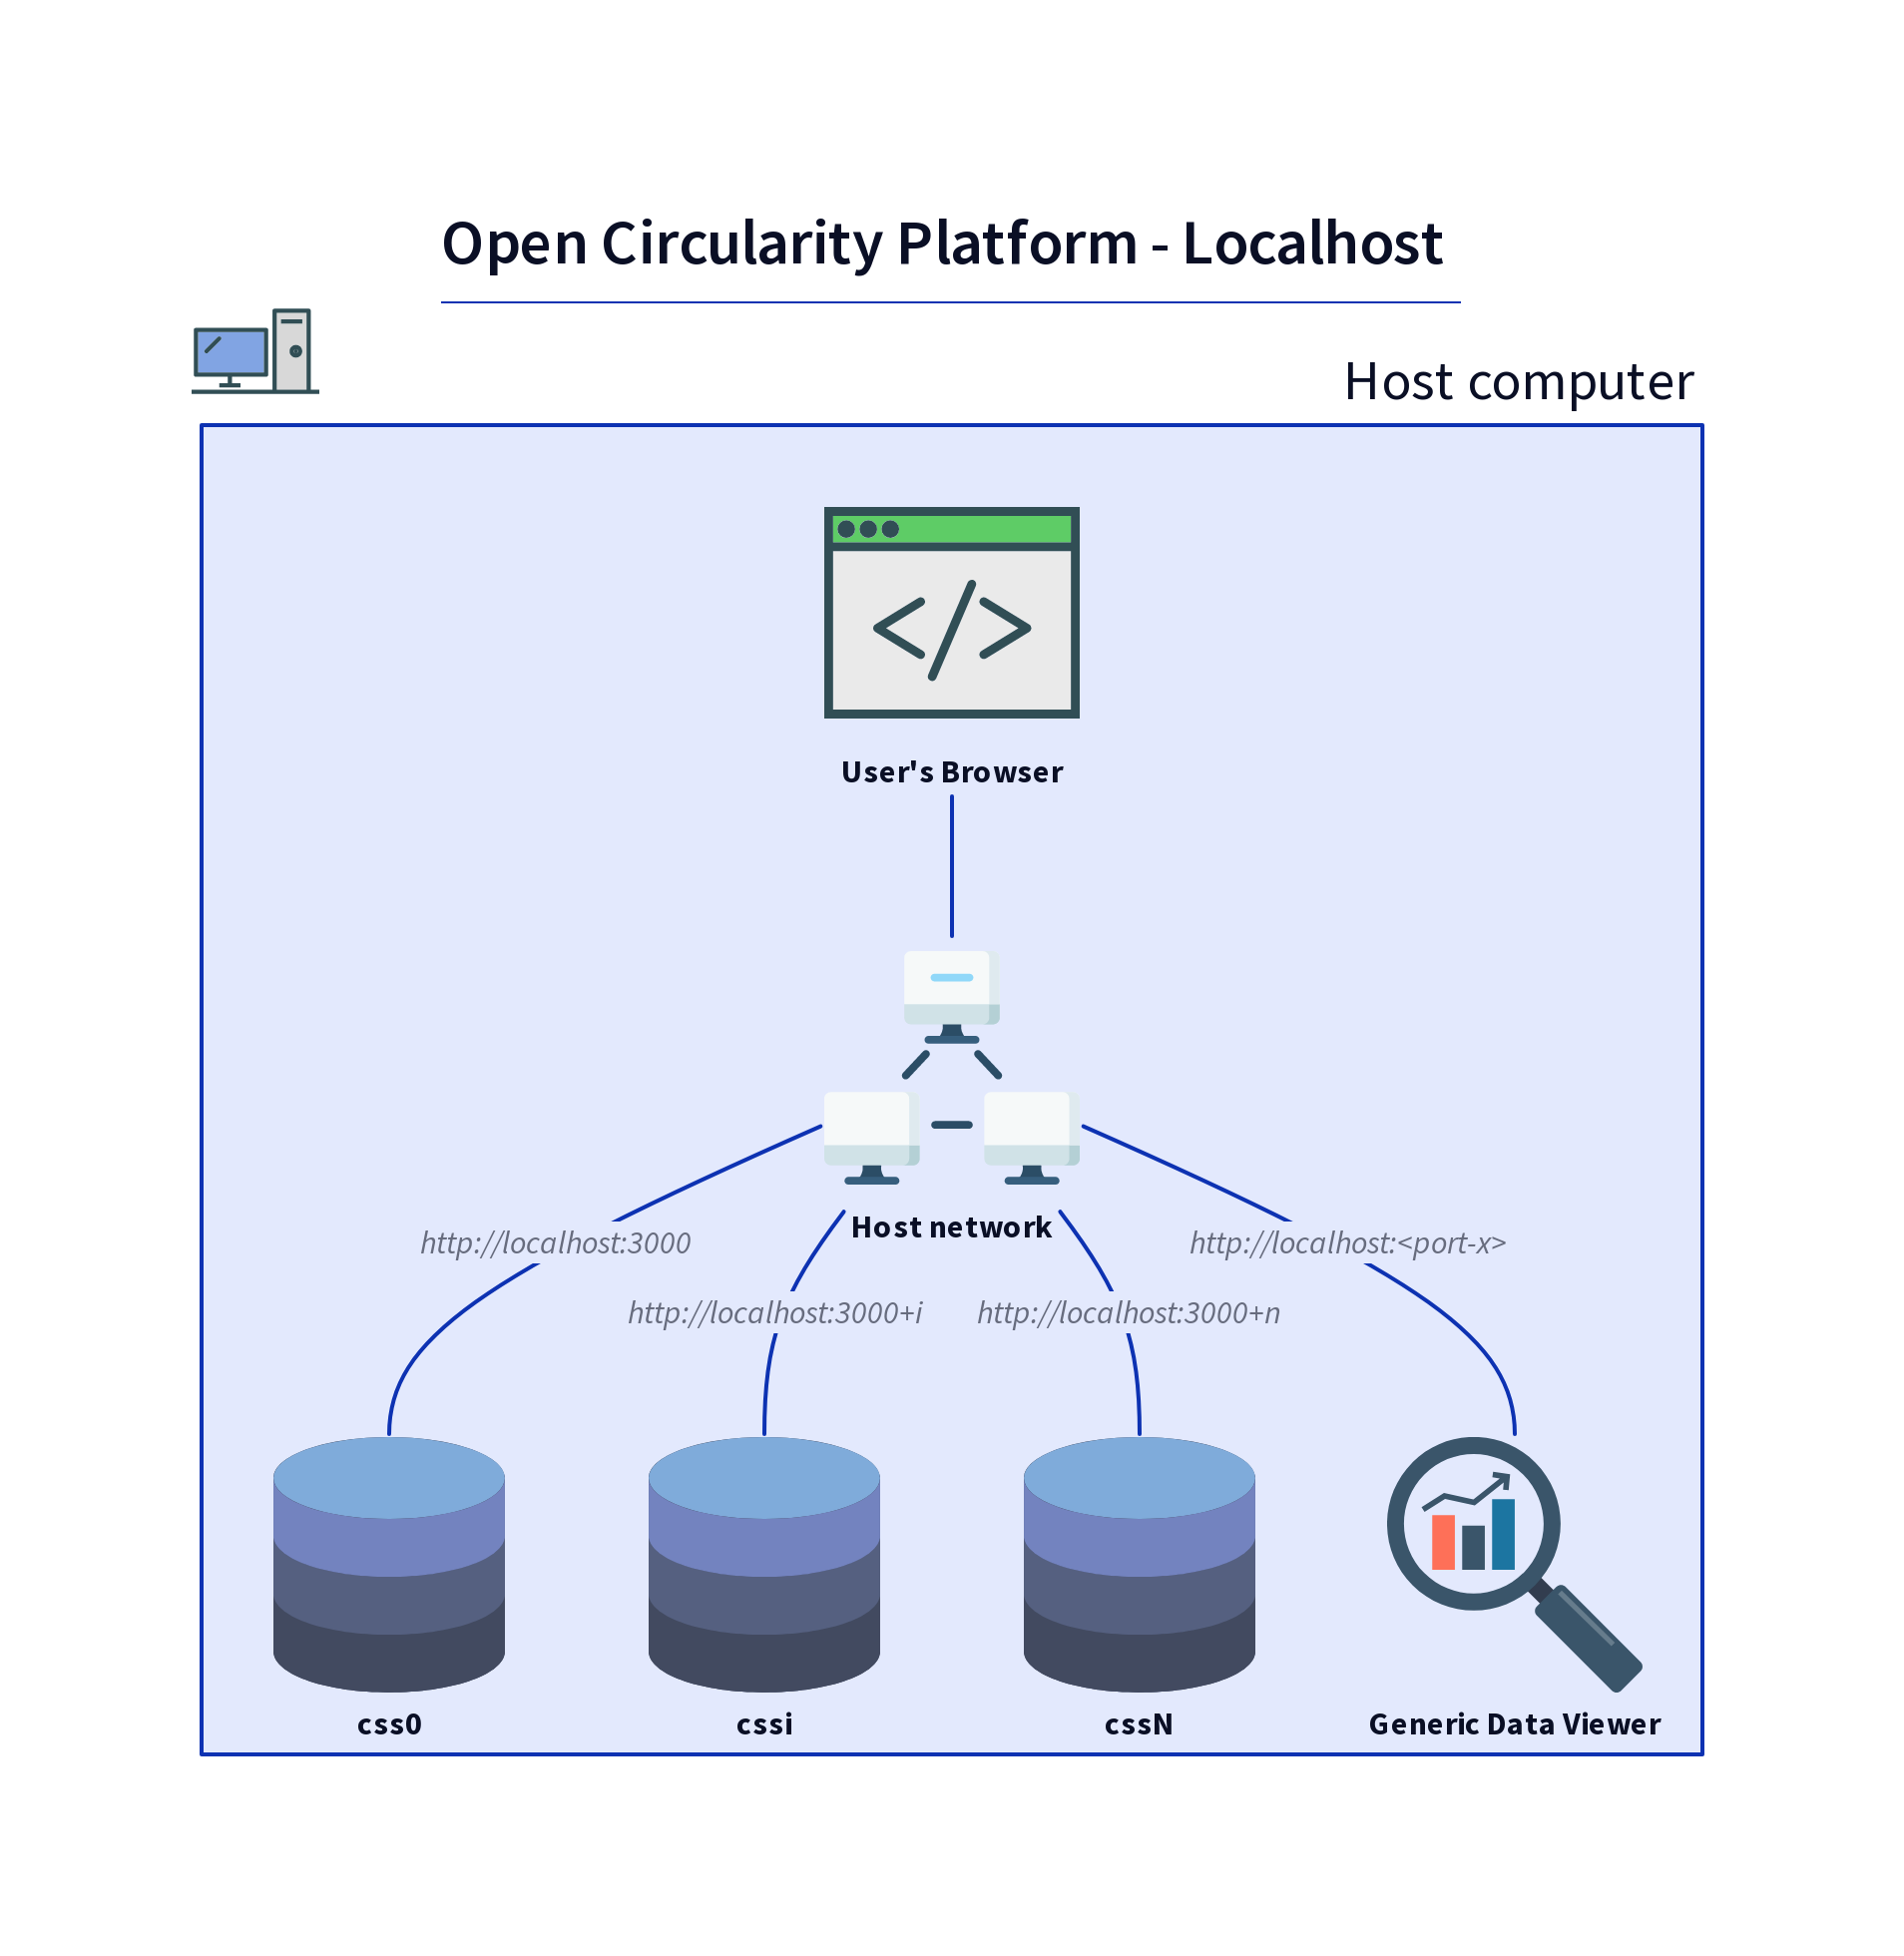 Open Circularity Platform - Localhost
Host computer
</>
User's Browser
Host network
http://localhost:3000
http://localhost:<port-x>
http://localhost:3000+i
http://localhost:3000+n
css0
cssi
cssN
Generic Data Viewer